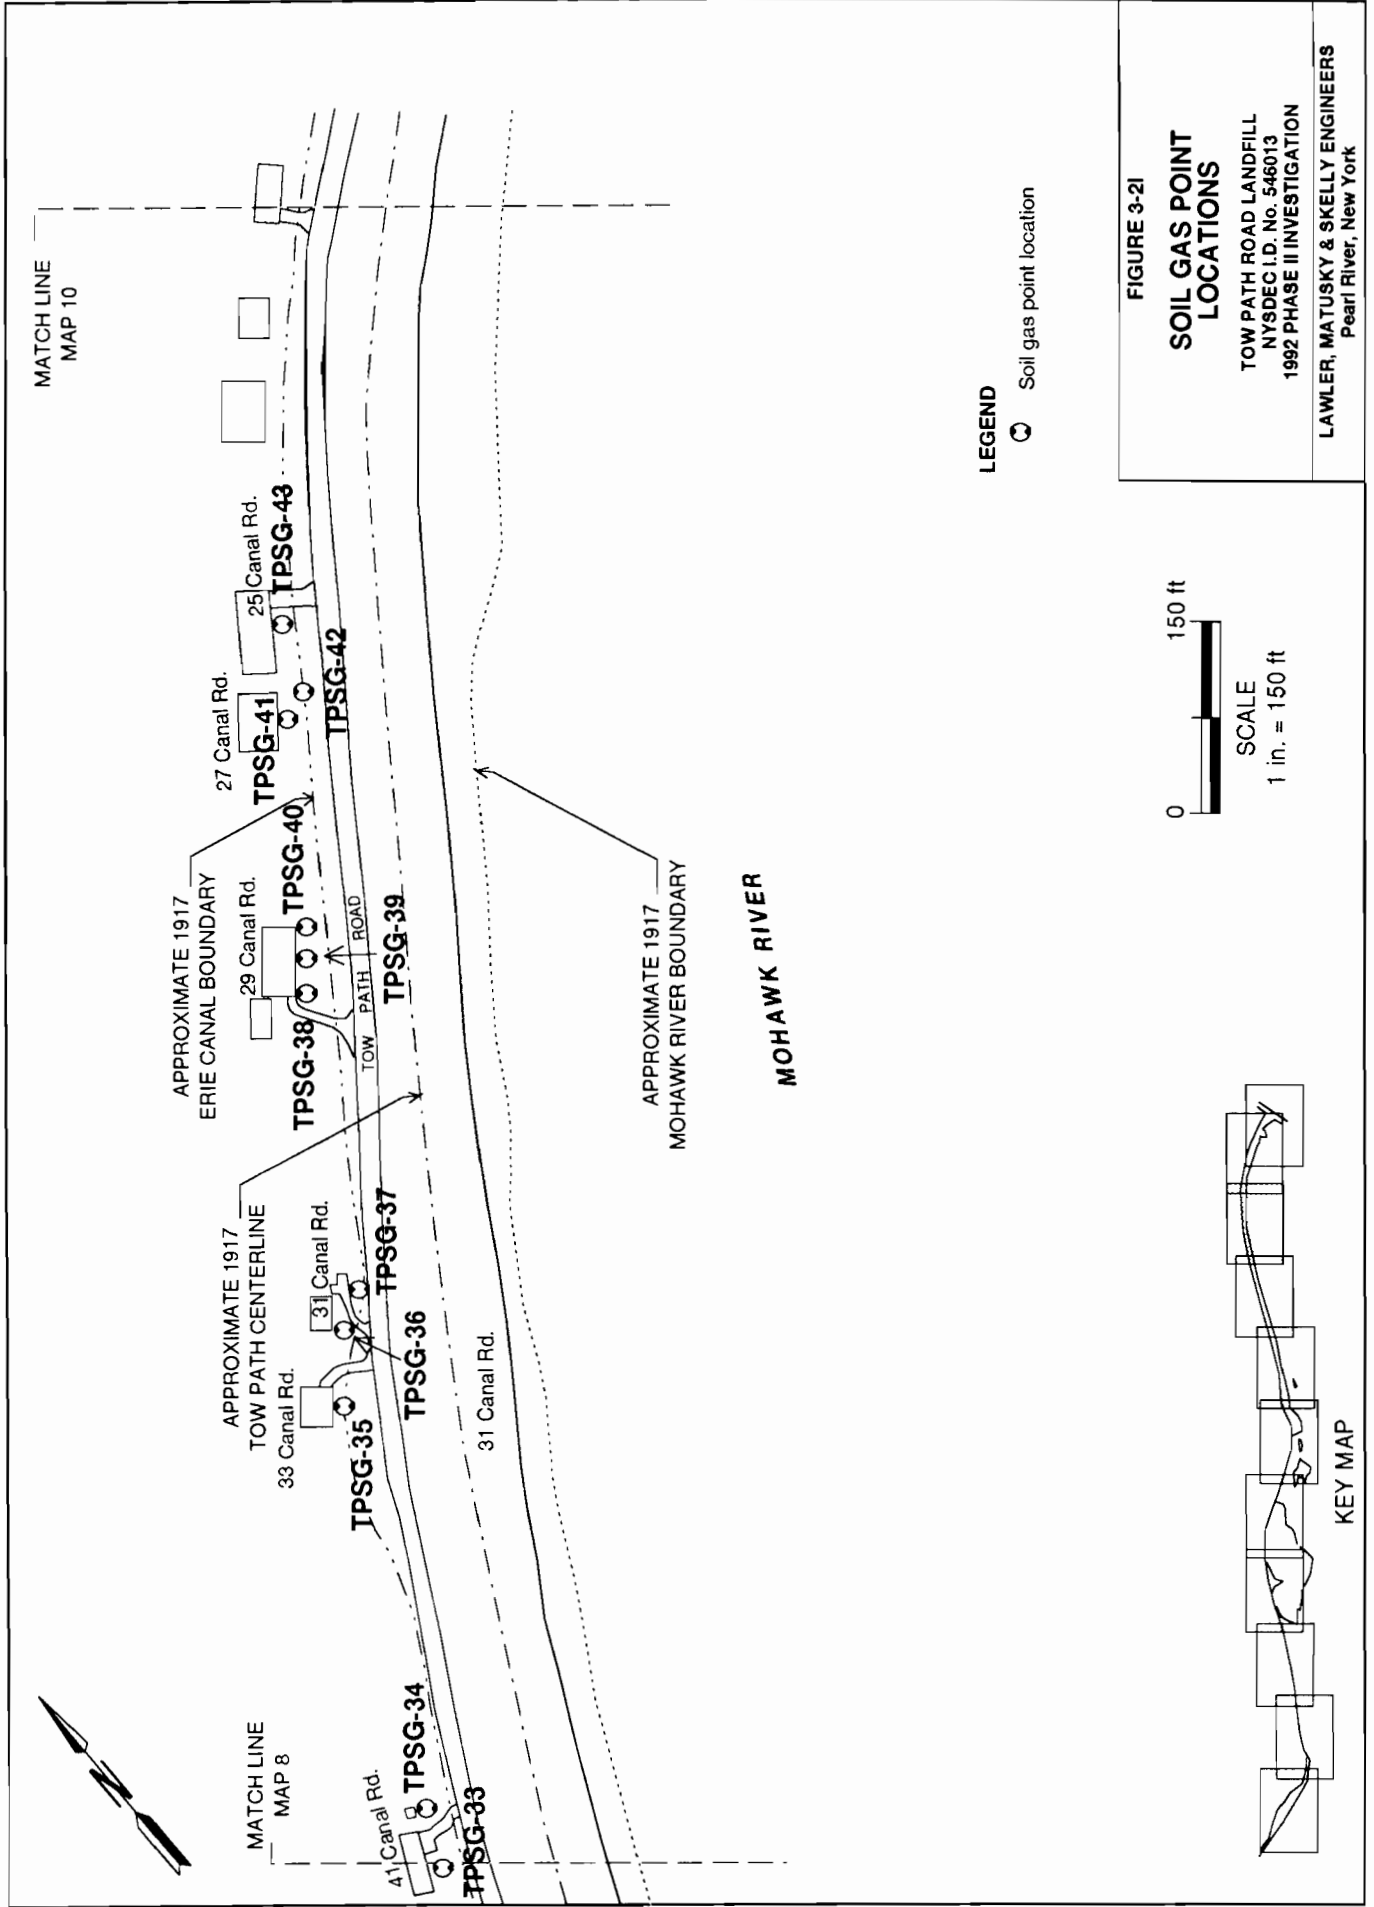 MATCH LINE
MAP 8
MATCH LINE
MAP 10
41 Canal Rd.
TPSG-33
TPSG-34
33 Canal Rd.
TPSG-35
31 Canal Rd.
TPSG-36
TPSG-37
31 Canal Rd.
APPROXIMATE 1917
TOW PATH CENTERLINE
APPROXIMATE 1917
ERIE CANAL BOUNDARY
29 Canal Rd.
TPSG-38
TPSG-39
TPSG-40
TOW PATH ROAD
27 Canal Rd.
TPSG-41
TPSG-42
25 Canal Rd.
TPSG-43
APPROXIMATE 1917
MOHAWK RIVER BOUNDARY
MOHAWK RIVER
N
LEGEND
Soil gas point location
KEY MAP
0
150 ft
SCALE
1 in. = 150 ft
FIGURE 3-2I
SOIL GAS POINT
LOCATIONS
TOW PATH ROAD LANDFILL
NYSDEC I.D. No. 546013
1992 PHASE II INVESTIGATION
LAWLER, MATUSKY & SKELLY ENGINEERS
Pearl River, New York